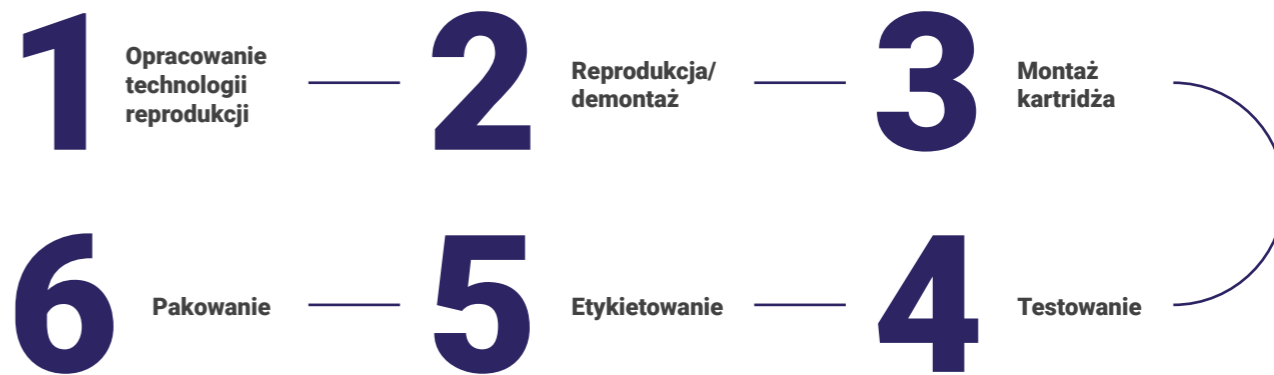 1
Opracowanie
technologii
reprodukcji
2
Reprodukcja/
demontaż
3
Montaż
kartridża
4
Testowanie
5
Etykietowanie
6
Pakowanie